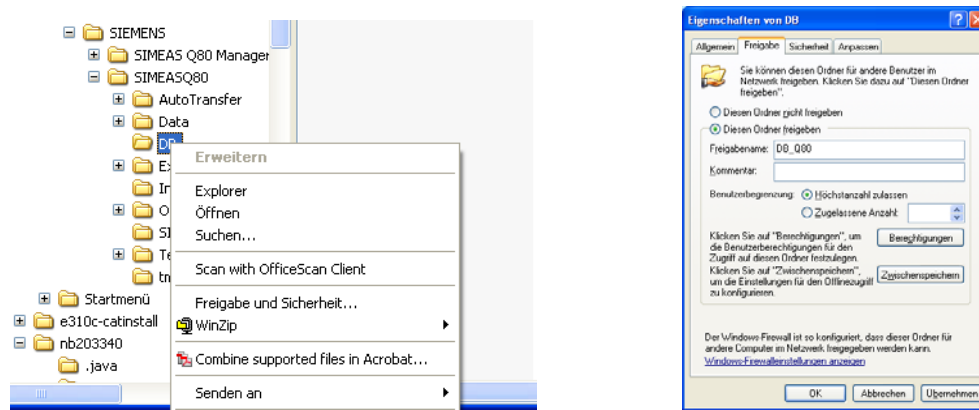 SIEMENS
SIMEAS Q80 Manager
SIMEASQ80
AutoTransfer
Data
DB
Startmenü
e310c-catinstall
nb203340
.java
Erweitern
Explorer
Öffnen
Suchen...
Scan with OfficeScan Client
Freigabe und Sicherheit...
WinZip
Combine supported files in Acrobat...
Senden an
Eigenschaften von DB
Allgemein Freigabe Sicherheit Anpassen
Sie können diesen Ordner für andere Benutzer im
Netzwerk freigeben. Klicken Sie dazu auf "Diesen Ordner
freigeben".
Diesen Ordner nicht freigeben
Diesen Ordner freigeben
Freigabename: DB_Q80
Kommentar:
Benutzerbegrenzung: Höchstanzahl zulassen
Zugelassene Anzahl:
Klicken Sie auf "Berechtigungen", um
die Benutzerberechtigungen für den
Zugriff auf diesen Ordner festzulegen.
Berechtigungen
Klicken Sie auf "Zwischenspeichern",
um die Einstellungen für den Offlinezugriff
zu konfigurieren.
Zwischenspeichern
Der Windows-Firewall ist so konfiguriert, dass dieser Ordner für
andere Computer im Netzwerk freigegeben werden kann.
Windows-Firewalleinstellungen anzeigen
OK Abbrechen Übernehmen